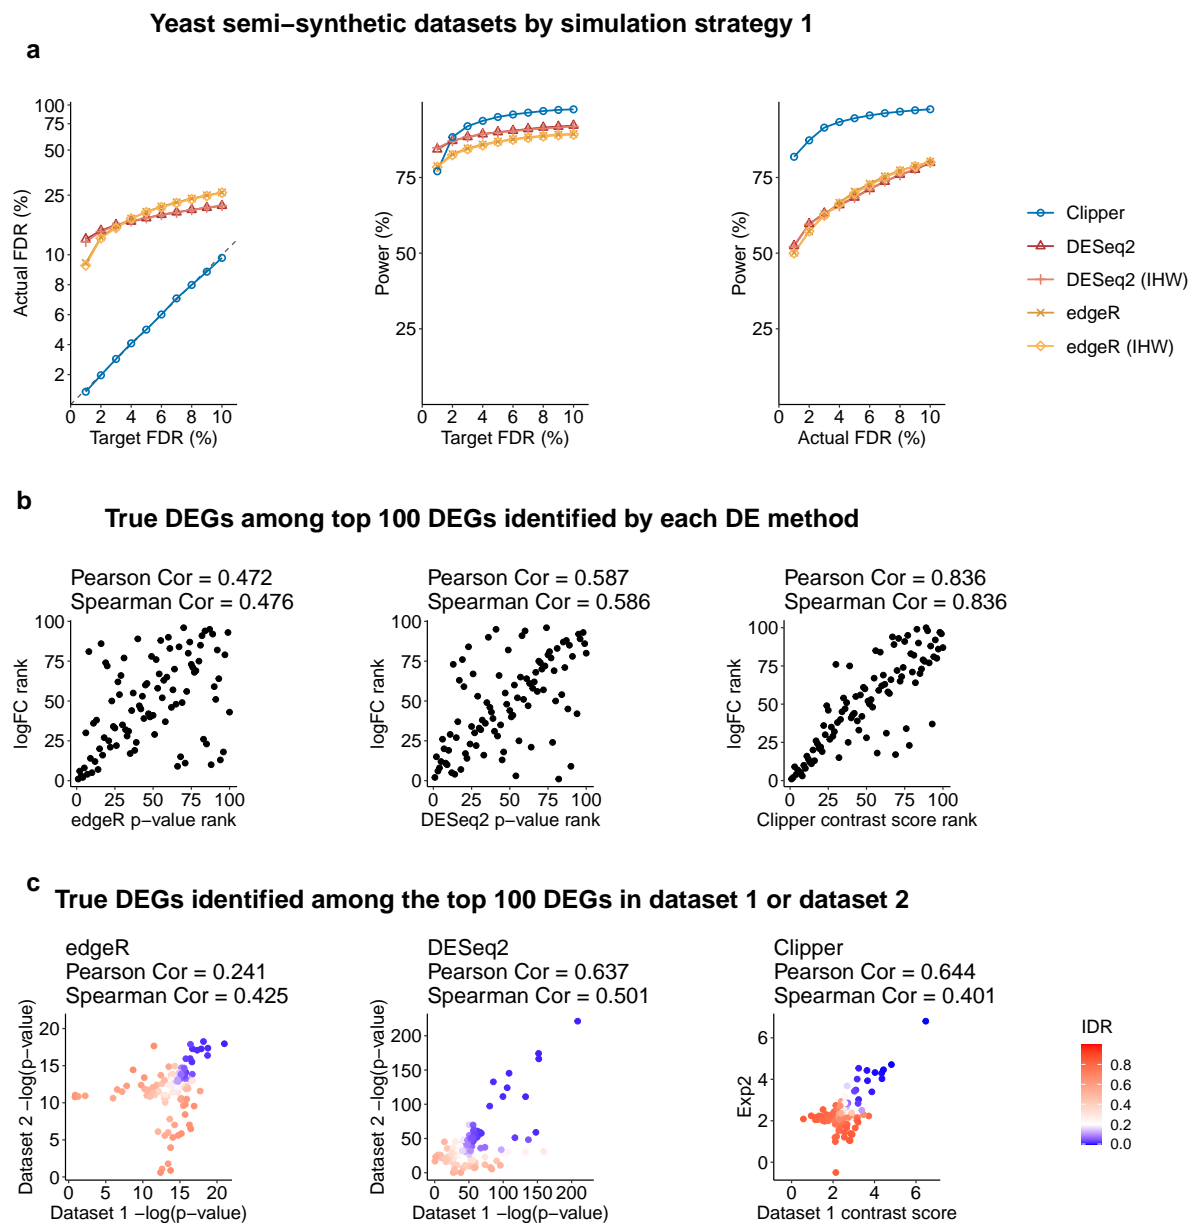 Yeast semi−synthetic datasets by simulation strategy 1
a
100
75
50
25
10
8
6
4
2
0 2 4 6 8 10
Target FDR (%)
Actual FDR (%)
75
50
25
0 2 4 6 8 10
Target FDR (%)
Power (%)
75
50
25
0 2 4 6 8 10
Actual FDR (%)
Power (%)
Clipper
DESeq2
DESeq2 (IHW)
edgeR
edgeR (IHW)
b
True DEGs among top 100 DEGs identified by each DE method
Pearson Cor = 0.472
Spearman Cor = 0.476
100
75
50
25
0
0 25 50 75 100
edgeR p−value rank
logFC rank
Pearson Cor = 0.587
Spearman Cor = 0.586
100
75
50
25
0
0 25 50 75 100
DESeq2 p−value rank
logFC rank
Pearson Cor = 0.836
Spearman Cor = 0.836
100
75
50
25
0
0 25 50 75 100
Clipper contrast score rank
logFC rank
c
True DEGs identified among the top 100 DEGs in dataset 1 or dataset 2
edgeR
Pearson Cor = 0.241
Spearman Cor = 0.425
20
15
10
5
0
0 5 10 15 20
Dataset 1 −log(p−value)
Dataset 2 −log(p−value)
DESeq2
Pearson Cor = 0.637
Spearman Cor = 0.501
200
150
100
50
0
0 50 100 150 200
Dataset 1 −log(p−value)
Dataset 2 −log(p−value)
Clipper
Pearson Cor = 0.644
Spearman Cor = 0.401
6
4
2
0
0 2 4 6
Dataset 1 contrast score
Exp2
IDR
0.8
0.6
0.4
0.2
0.0